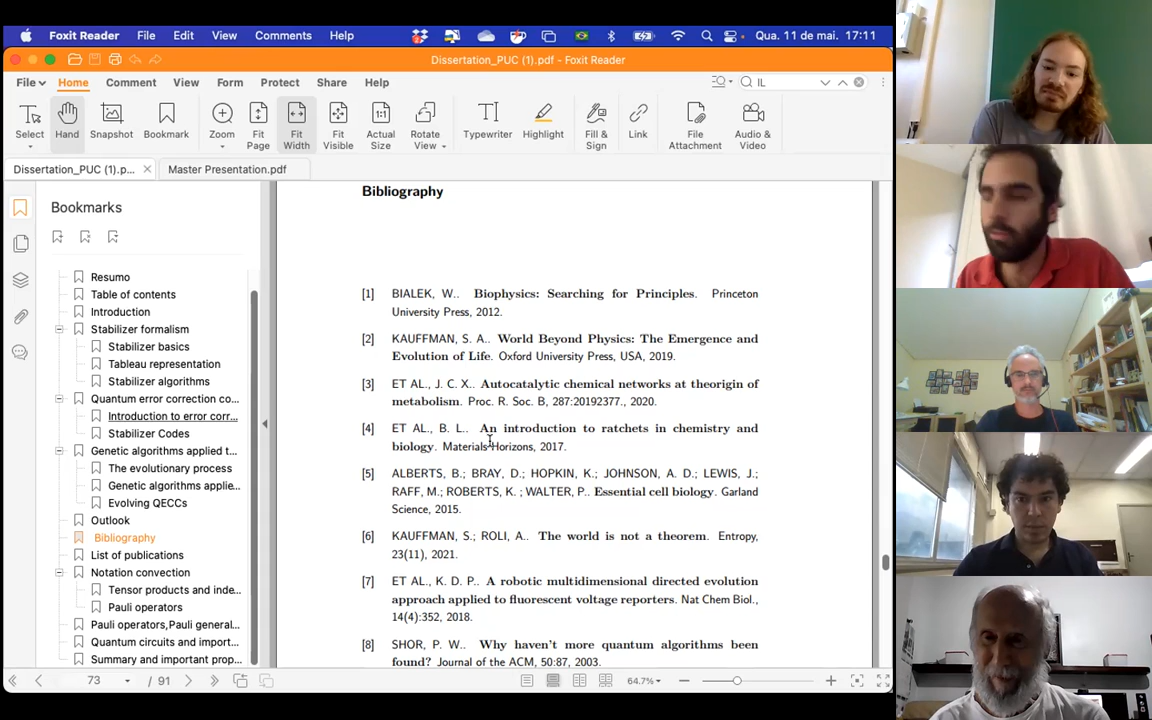 Foxit Reader File Edit View Comments Help Qua. 11 de mai. 17:11
Dissertation_PUC (1).pdf - Foxit Reader
File Home Comment View Form Protect Share Help IL
Select Hand Snapshot Bookmark Zoom Fit Page Fit Width Fit Visible Actual Size Rotate View Typewriter Highlight Fill & Sign Link File Attachment Audio & Video
Dissertation_PUC (1).p... Master Presentation.pdf
Bookmarks
Resumo
Table of contents
Introduction
Stabilizer formalism
Stabilizer basics
Tableau representation
Stabilizer algorithms
Quantum error correction co...
Introduction to error corr...
Stabilizer Codes
Genetic algorithms applied t...
The evolutionary process
Genetic algorithms applie...
Evolving QECCs
Outlook
Bibliography
List of publications
Notation convection
Tensor products and inde...
Pauli operators
Pauli operators,Pauli general...
Quantum circuits and import...
Summary and important prop...
Bibliography
[1] BIALEK, W.. Biophysics: Searching for Principles. Princeton
University Press, 2012.
[2] KAUFFMAN, S. A.. World Beyond Physics: The Emergence and
Evolution of Life. Oxford University Press, USA, 2019.
[3] ET AL., J. C. X.. Autocatalytic chemical networks at theorigin of
metabolism. Proc. R. Soc. B, 287:20192377., 2020.
[4] ET AL., B. L.. An introduction to ratchets in chemistry and
biology. Materials Horizons, 2017.
[5] ALBERTS, B.; BRAY, D.; HOPKIN, K.; JOHNSON, A. D.; LEWIS, J.;
RAFF, M.; ROBERTS, K. ; WALTER, P.. Essential cell biology. Garland
Science, 2015.
[6] KAUFFMAN, S.; ROLI, A.. The world is not a theorem. Entropy,
23(11), 2021.
[7] ET AL., K. D. P.. A robotic multidimensional directed evolution
approach applied to fluorescent voltage reporters. Nat Chem Biol.,
14(4):352, 2018.
[8] SHOR, P. W.. Why haven't more quantum algorithms been
found? Journal of the ACM, 50:87, 2003.
73 / 91 64.7%